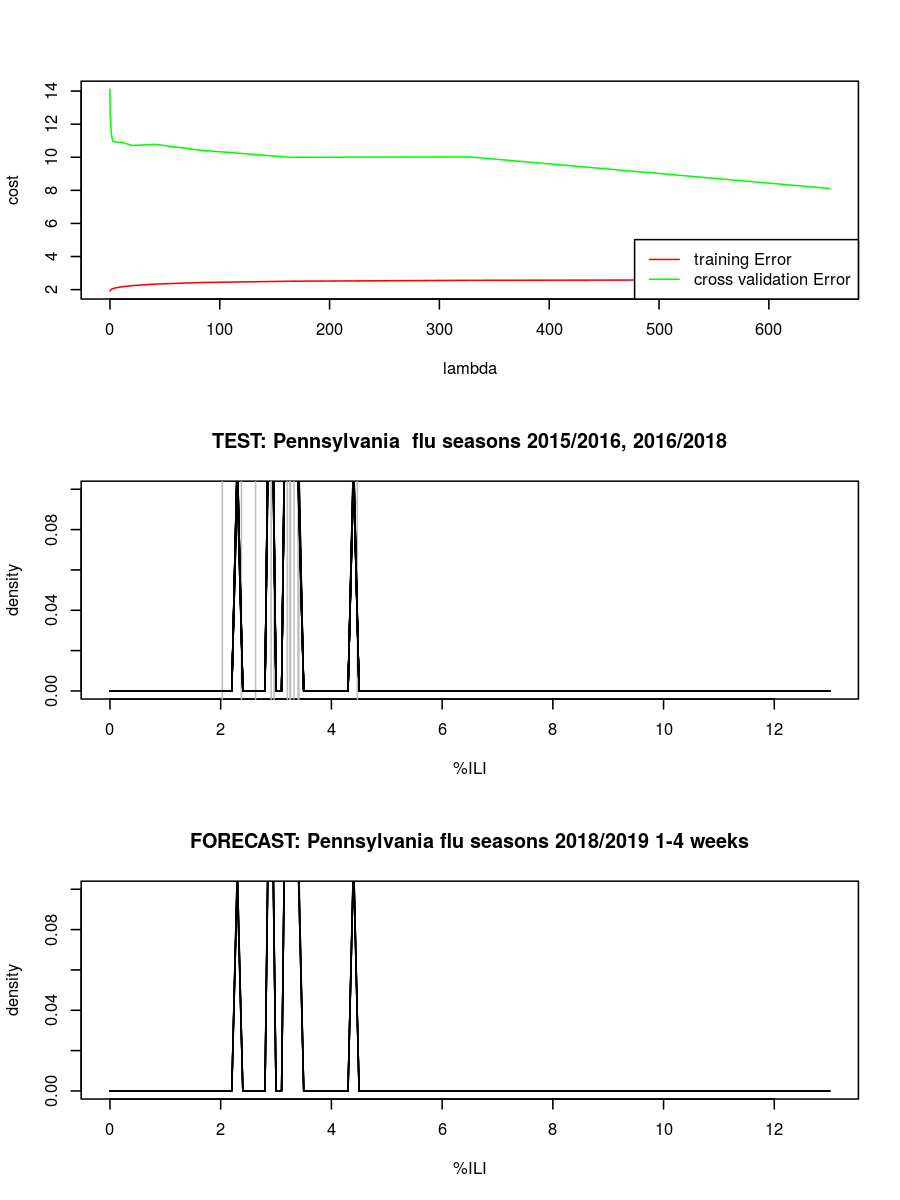 14
12
10
8
6
4
2
cost
training Error
cross validation Error
0 100 200 300 400 500 600
lambda
TEST: Pennsylvania  flu seasons 2015/2016, 2016/2018
0.08
0.04
0.00
density
0 2 4 6 8 10 12
%ILI
FORECAST: Pennsylvania flu seasons 2018/2019 1-4 weeks
0.08
0.04
0.00
density
0 2 4 6 8 10 12
%ILI